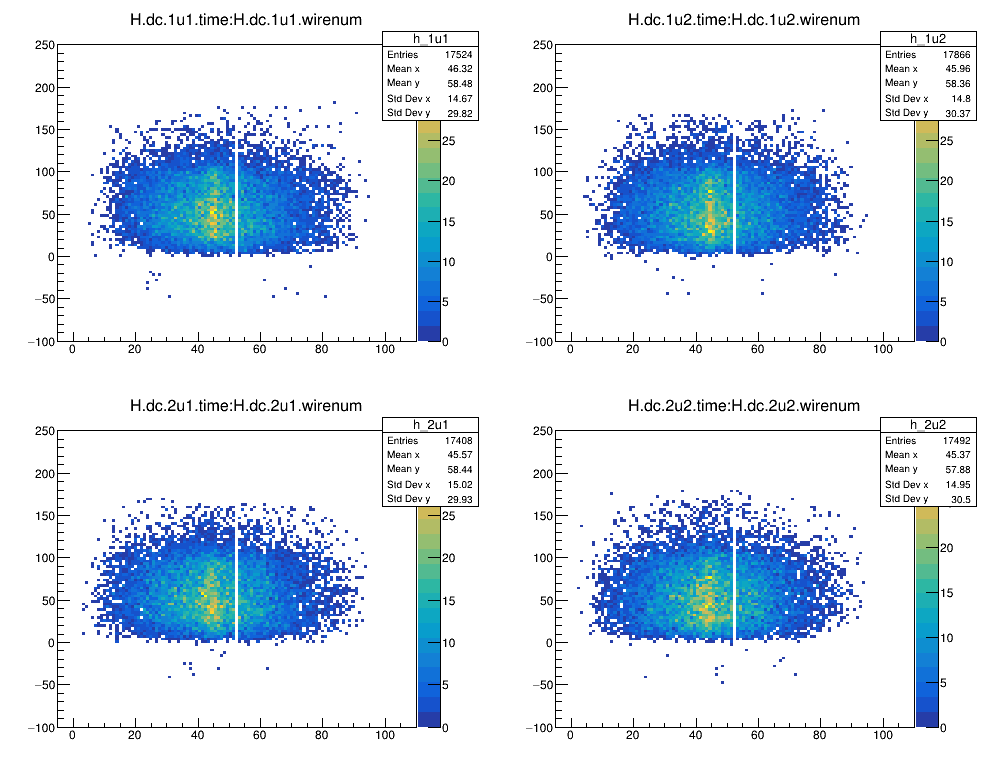 H.dc.1u1.time:H.dc.1u1.wirenum
h_1u1
Entries 17524
Mean x 46.32
Mean y 58.48
Std Dev x 14.67
Std Dev y 29.82
250
200
150
100
50
0
−50
−100
0 20 40 60 80 100
25
20
15
10
5
0
H.dc.1u2.time:H.dc.1u2.wirenum
h_1u2
Entries 17866
Mean x 45.96
Mean y 58.36
Std Dev x 14.8
Std Dev y 30.37
250
200
150
100
50
0
−50
−100
0 20 40 60 80 100
25
20
15
10
5
0
H.dc.2u1.time:H.dc.2u1.wirenum
h_2u1
Entries 17408
Mean x 45.57
Mean y 58.44
Std Dev x 15.02
Std Dev y 29.93
250
200
150
100
50
0
−50
−100
0 20 40 60 80 100
25
20
15
10
5
0
H.dc.2u2.time:H.dc.2u2.wirenum
h_2u2
Entries 17492
Mean x 45.37
Mean y 57.88
Std Dev x 14.95
Std Dev y 30.5
250
200
150
100
50
0
−50
−100
0 20 40 60 80 100
20
15
10
5
0